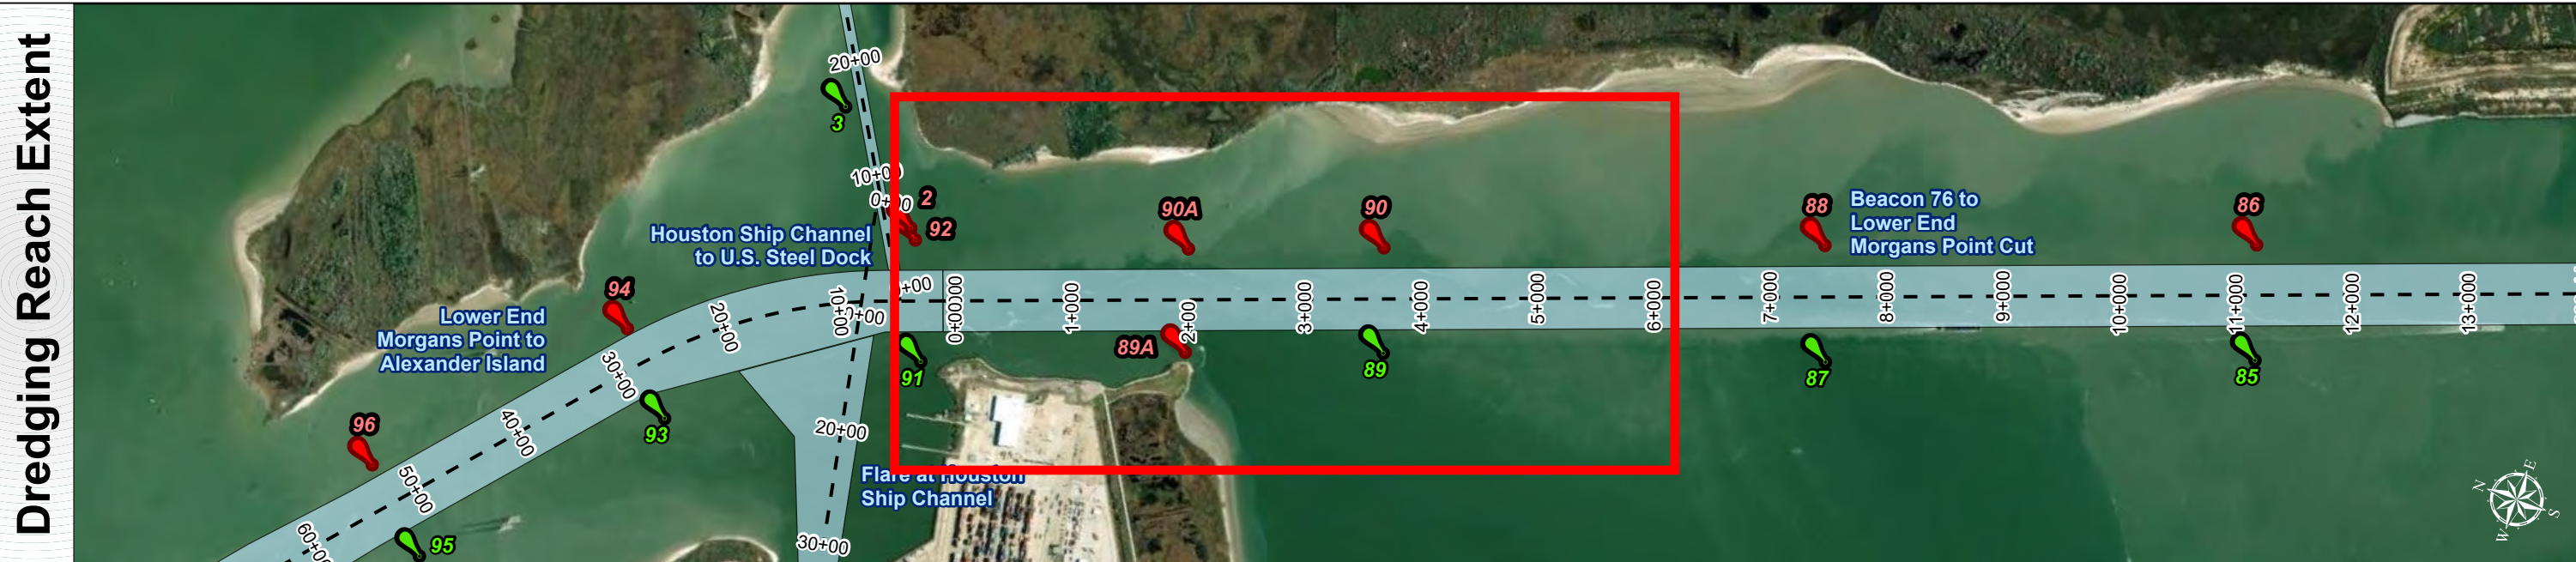 Dredging Reach Extent
20+00
3
10+00
0+00
2
92
90A
90
88
86
Beacon 76 to
Lower End
Morgans Point Cut
Houston Ship Channel
to U.S. Steel Dock
94
Lower End
Morgans Point to
Alexander Island
20+00
10+00
0+00
1+000
2+00
3+000
4+000
5+000
6+000
7+000
8+000
9+000
10+000
11+000
12+000
13+000
30+00
91
89A
89
87
85
96
93
40+00
20+00
50+00
Flare at Houston
Ship Channel
60+00
95
30+00
N
E
S
W